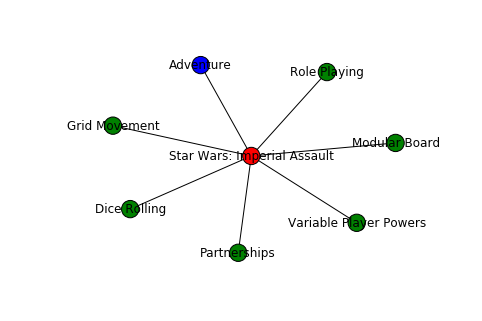 Adventure
Role Playing
Grid Movement
Modular Board
Star Wars: Imperial Assault
Dice Rolling
Variable Player Powers
Partnerships